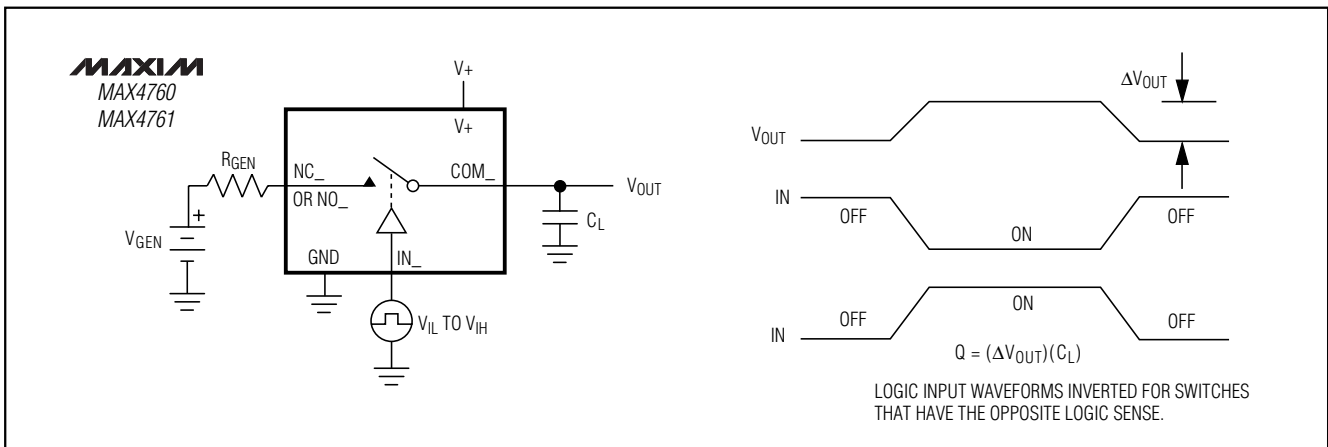 MAXIM
MAX4760
MAX4761
V+
V+
RGEN
NC_
OR NO_
COM_
VOUT
CL
VGEN
+
-
GND
IN_
VIL TO VIH
ΔVOUT
VOUT
IN
OFF
ON
OFF
IN
OFF
ON
OFF
Q = (ΔVOUT)(CL)
LOGIC INPUT WAVEFORMS INVERTED FOR SWITCHES
THAT HAVE THE OPPOSITE LOGIC SENSE.